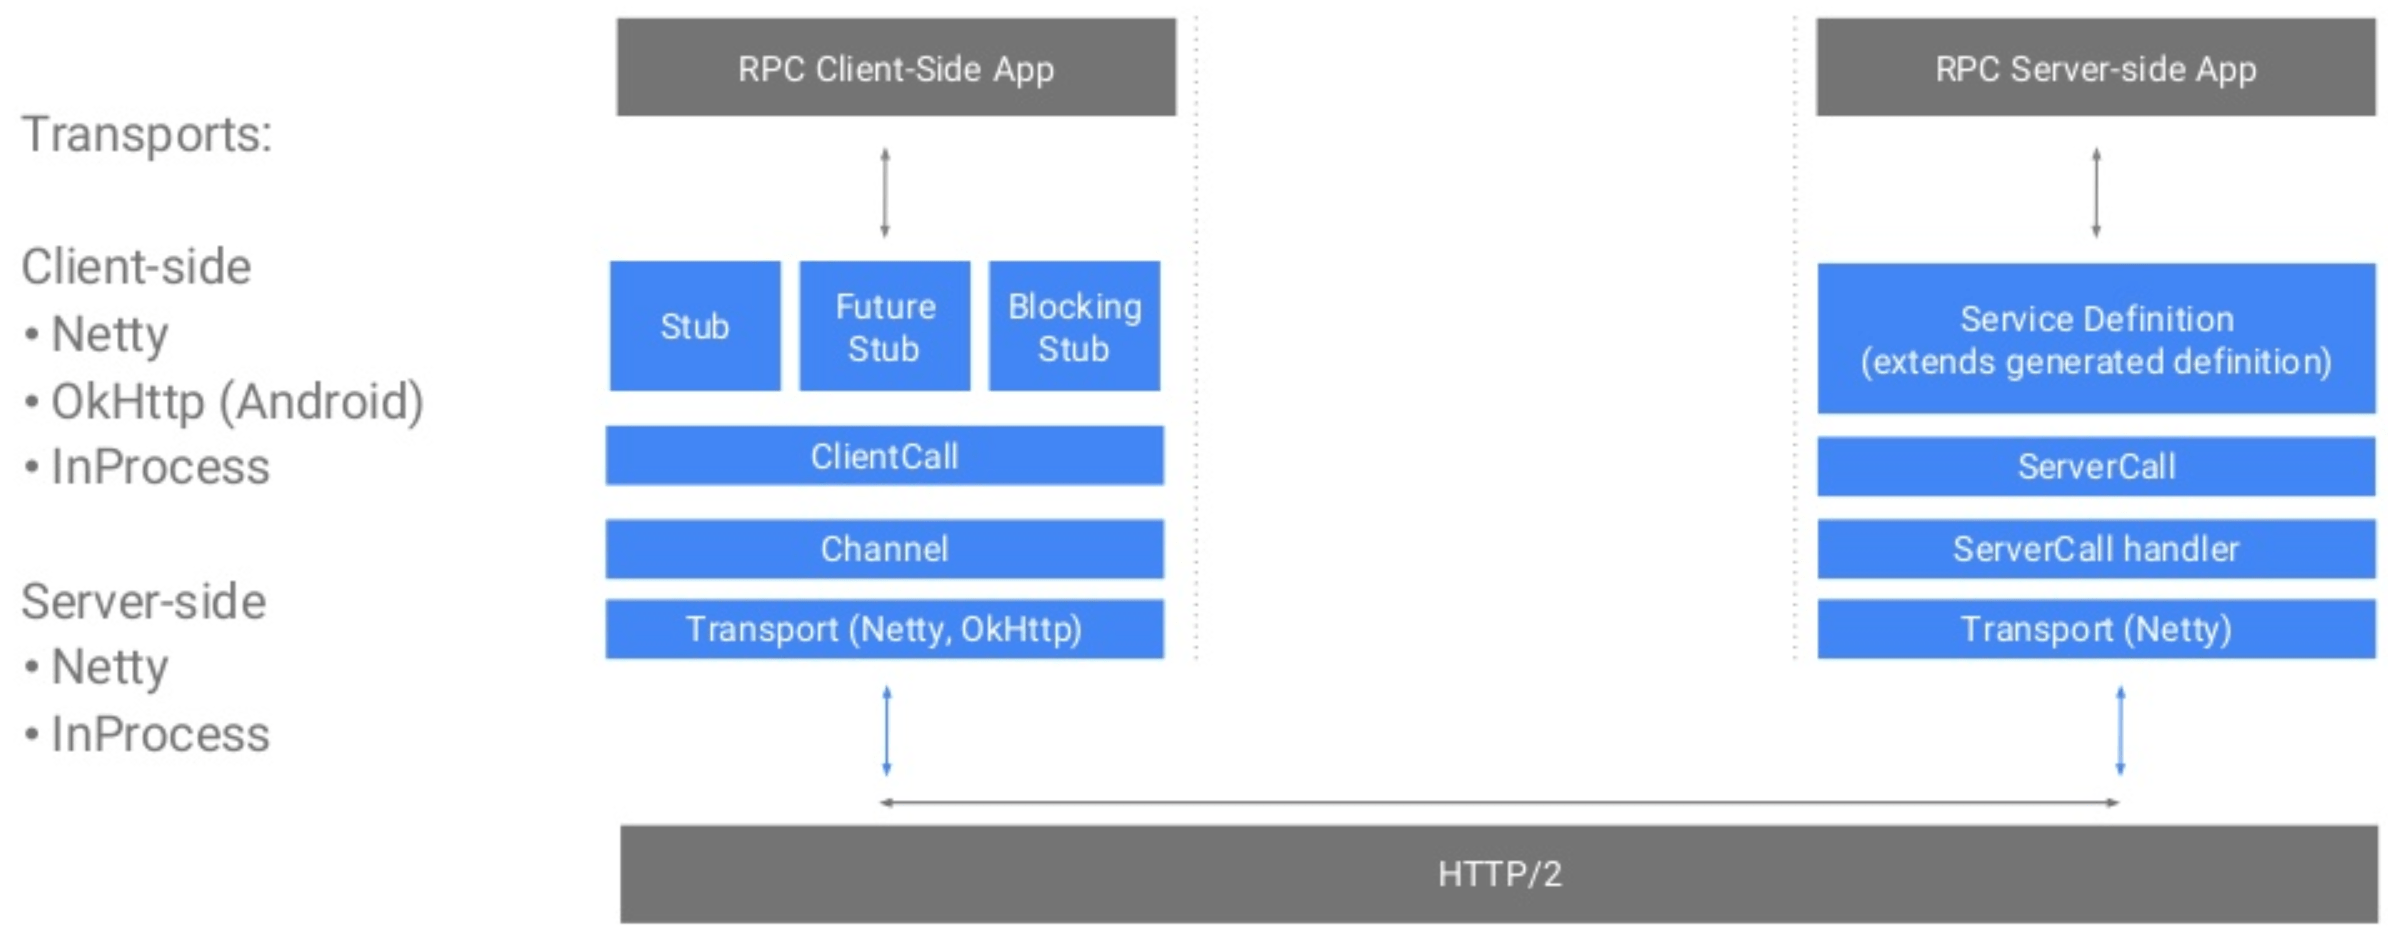 Transports:
Client-side
• Netty
• OkHttp (Android)
• InProcess
Server-side
• Netty
• InProcess
RPC Client-Side App
Stub
Future
Stub
Blocking
Stub
ClientCall
Channel
Transport (Netty, OkHttp)
RPC Server-side App
Service Definition
(extends generated definition)
ServerCall
ServerCall handler
Transport (Netty)
HTTP/2